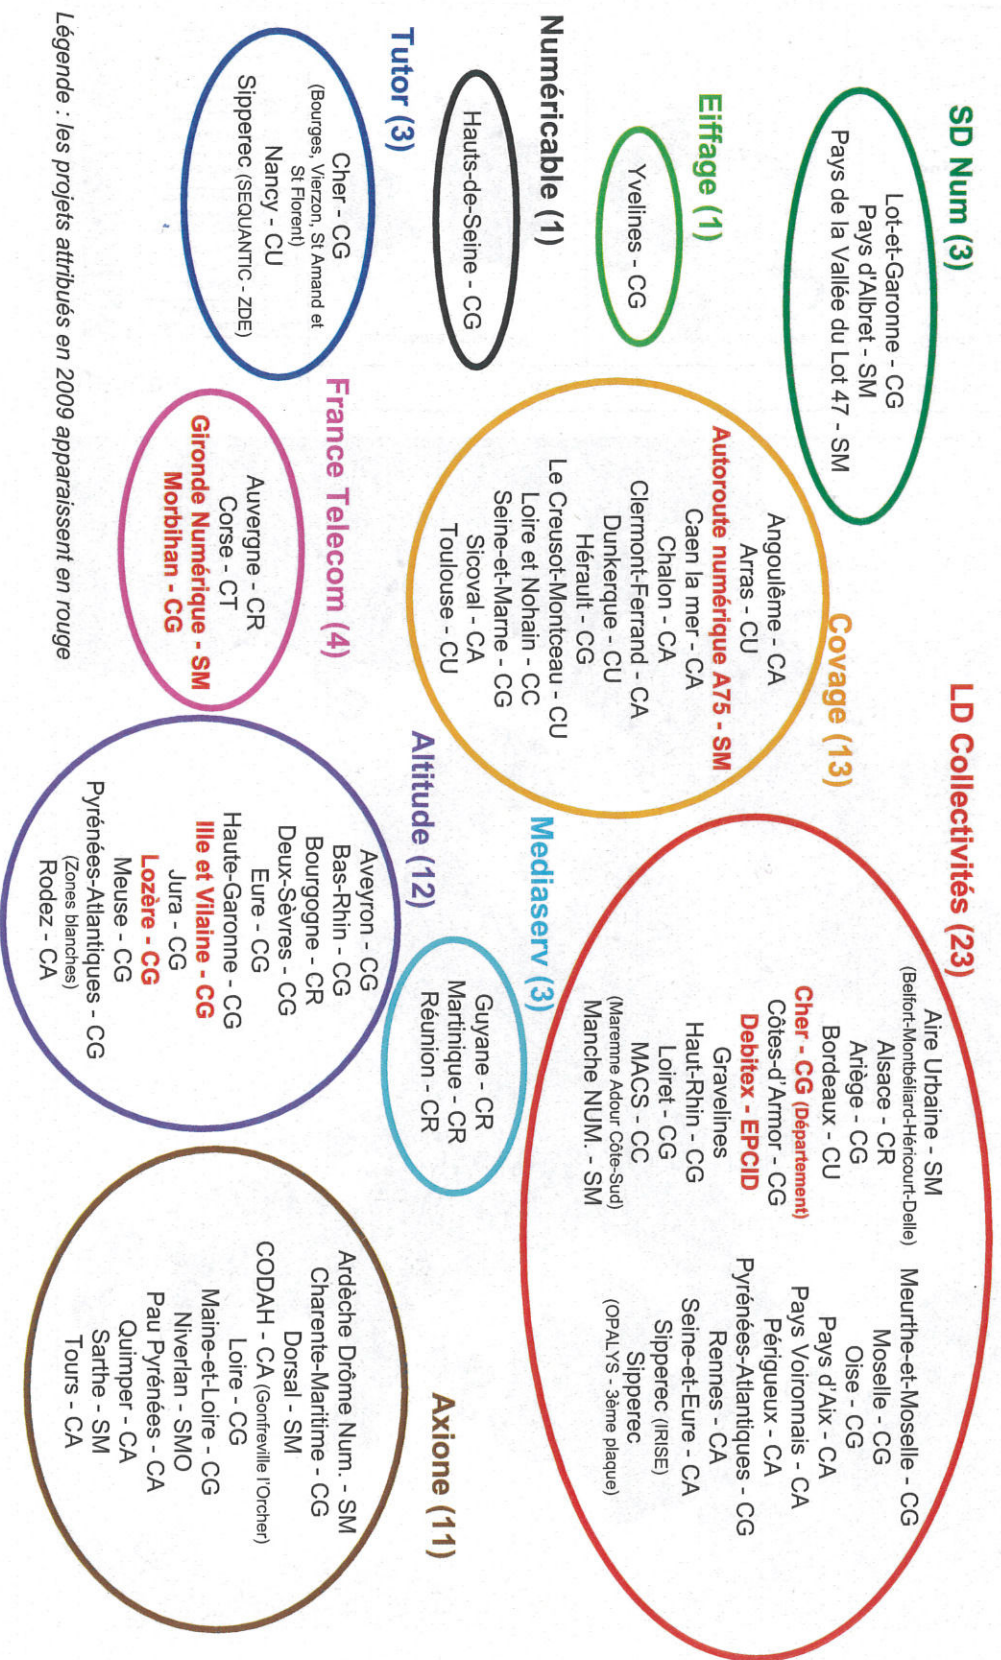 SD Num (3)
Lot-et-Garonne - CG
Pays d'Albret - SM
Pays de la Vallée du Lot 47 - SM
Eiffage (1)
Yvelines - CG
Numéricable (1)
Hauts-de-Seine - CG
Tutor (3)
Cher - CG
(Bourges, Vierzon, St Amand et
St Florent)
Nancy - CU
Sipperec (SEQUANTIC - ZDE)
Covage (13)
Angoulême - CA
Arras - CU
Autoroute numérique A75 - SM
Caen la mer - CA
Chalon - CA
Clermont-Ferrand - CA
Dunkerque - CU
Hérault - CG
Le Creusot-Montceau - CU
Loire et Nohain - CC
Seine-et-Marne - CG
Sicoval - CA
Toulouse - CU
France Telecom (4)
Auvergne - CR
Corse - CT
Gironde Numérique - SM
Morbihan - CG
LD Collectivités (23)
Aire Urbaine - SM
(Belfort-Montbéliard-Héricourt-Delle)
Alsace - CR
Ariège - CG
Bordeaux - CU
Cher - CG (Département)
Côtes-d'Armor - CG
Debitex - EPCID
Gravelines
Haut-Rhin - CG
Loiret - CG
MACS - CC
(Maremne Adour Côte-Sud)
Manche NUM. - SM
Meurthe-et-Moselle - CG
Moselle - CG
Oise - CG
Pays d'Aix - CA
Pays Voironnais - CA
Périgueux - CA
Pyrénées-Atlantiques - CG
Rennes - CA
Seine-et-Eure - CA
Sipperec (IRISE)
Sipperec
(OPALYS - 3ème plaque)
Mediaserv (3)
Guyane - CR
Martinique - CR
Réunion - CR
Altitude (12)
Aveyron - CG
Bas-Rhin - CG
Bourgogne - CR
Deux-Sèvres - CG
Eure - CG
Haute-Garonne - CG
Ille et Vilaine - CG
Jura - CG
Lozère - CG
Meuse - CG
Pyrénées-Atlantiques - CG
(Zones blanches)
Rodez - CA
Axione (11)
Ardèche Drôme Num. - SM
Charente-Maritime - CG
Dorsal - SM
CODAH - CA (Gonfreville l'Orcher)
Loire - CG
Maine-et-Loire - CG
Niverlan - SMO
Pau Pyrénées - CA
Quimper - CA
Sarthe - SM
Tours - CA
Légende : les projets attribués en 2009 apparaissent en rouge